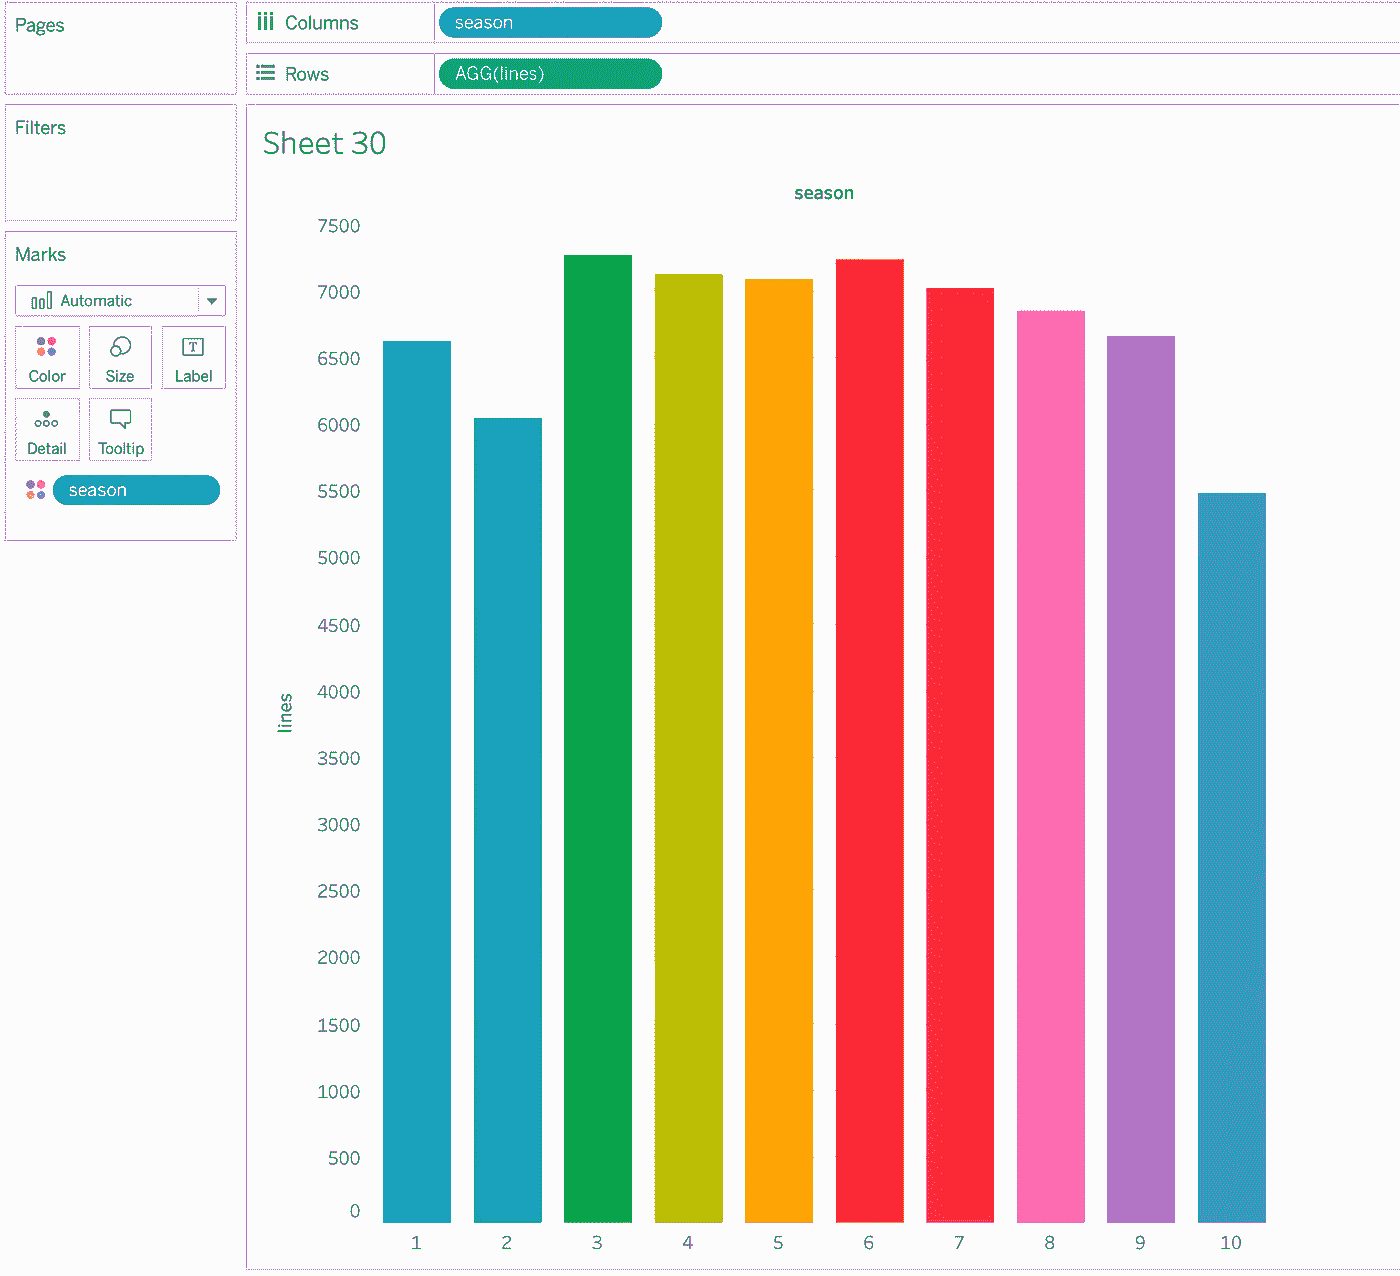 Pages
Columns
season
Rows
AGG(lines)
Filters
Sheet 30
season
Marks
Automatic
Color
Size
Label
Detail
Tooltip
season
lines
7500
7000
6500
6000
5500
5000
4500
4000
3500
3000
2500
2000
1500
1000
500
0
1 2 3 4 5 6 7 8 9 10